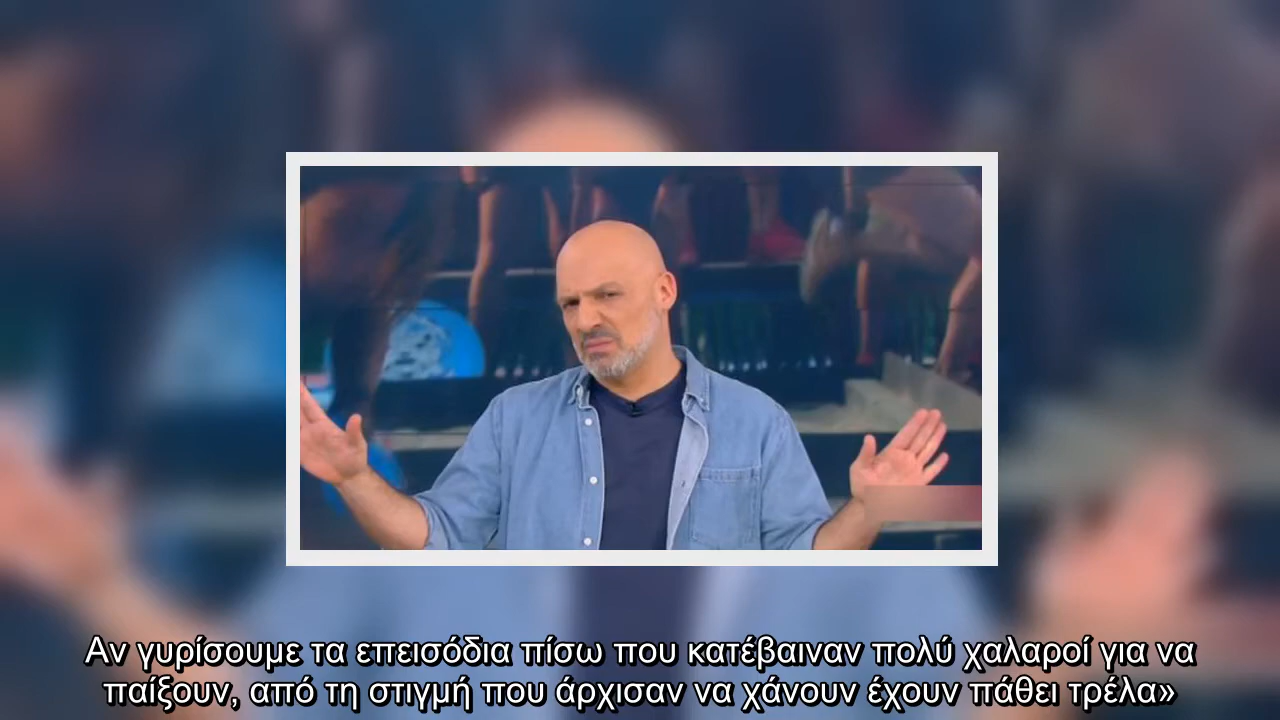 Αν γυρίσουμε τα επεισόδια πίσω που κατέβαιναν πολύ χαλαροί για να
παίξουν, από τη στιγμή που άρχισαν να χάνουν έχουν πάθει τρέλα»